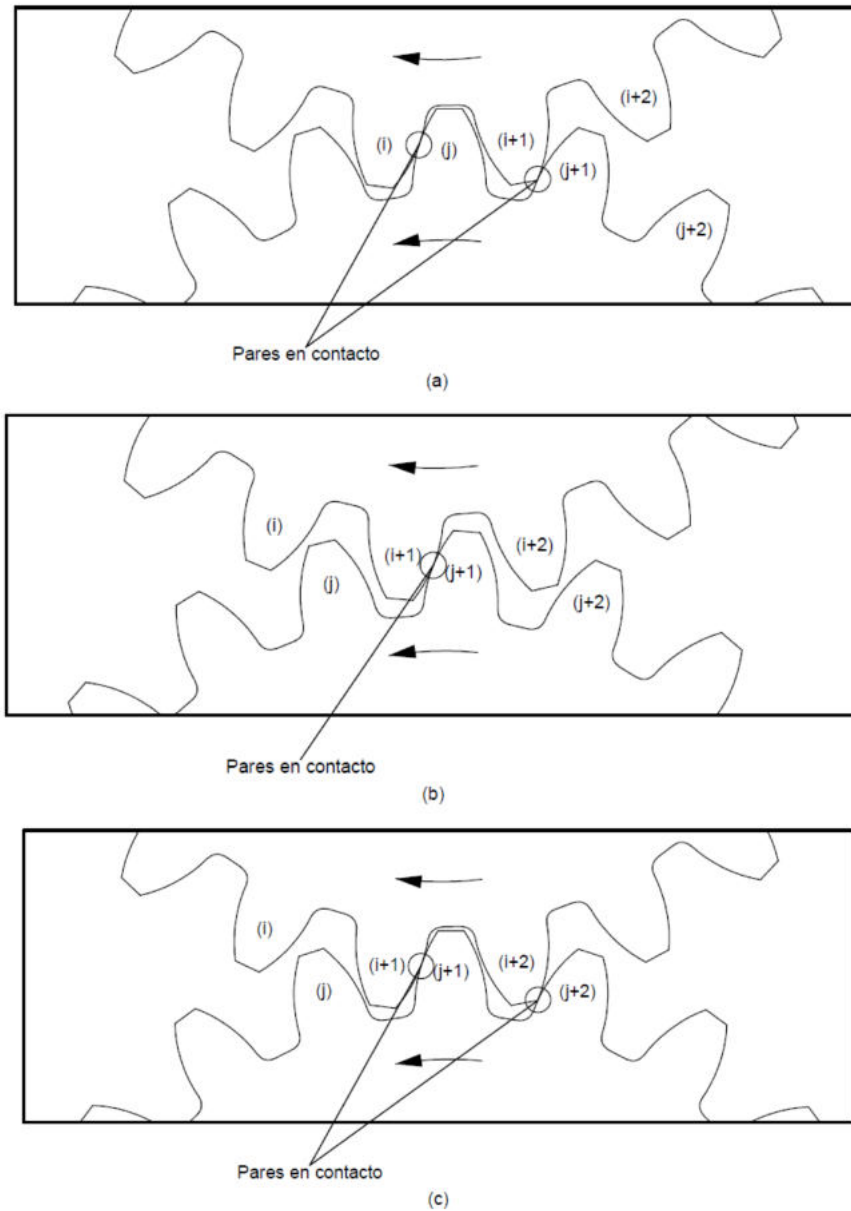 (i+2)
(i)
(j)
(i+1)
(j+1)
(j+2)
Pares en contacto
(a)
(i)
(i+1)
(i+2)
(j)
(j+1)
(j+2)
Pares en contacto
(b)
(i)
(i+1)
(j+1)
(i+2)
(j)
(j+2)
Pares en contacto
(c)